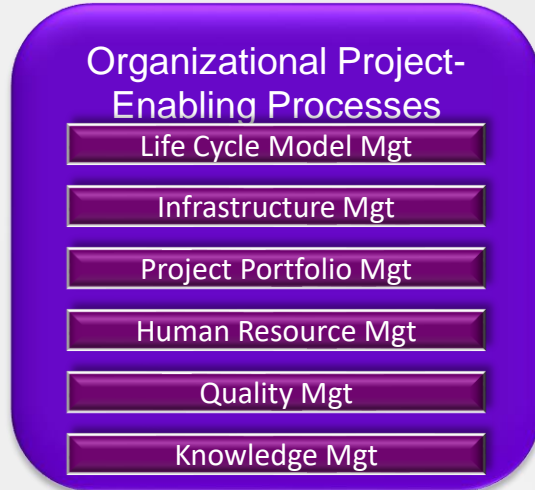 Organizational Project-
Enabling Processes
Life Cycle Model Mgt
Infrastructure Mgt
Project Portfolio Mgt
Human Resource Mgt
Quality Mgt
Knowledge Mgt